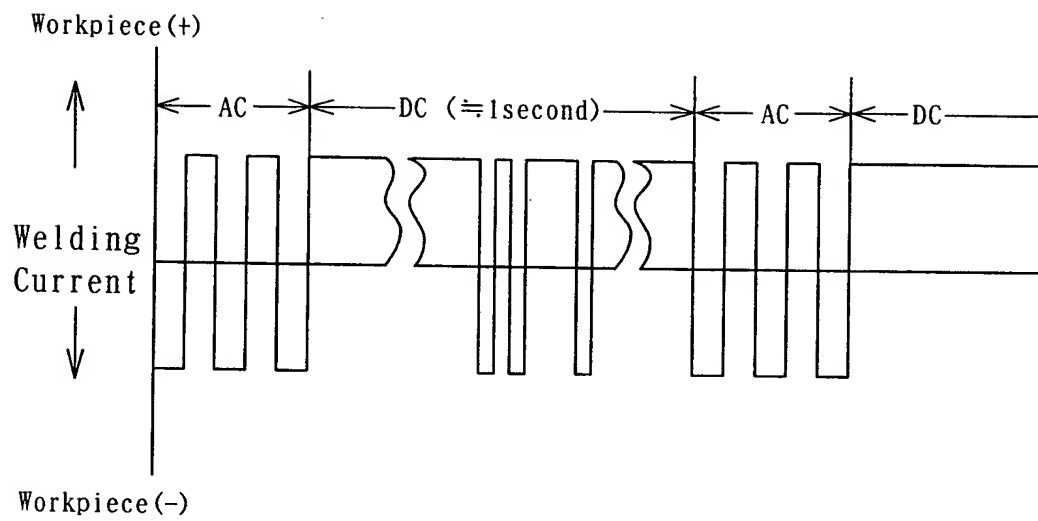 Workpiece(+)
AC
DC (≒1second)
AC
DC
Welding
Current
Workpiece(-)